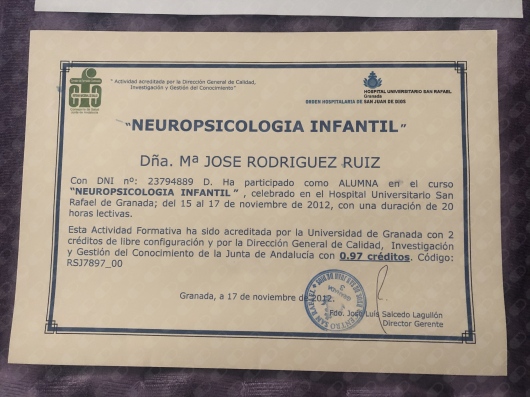 "Actividad acreditada por la Dirección General de Calidad,
Investigación y Gestión del Conocimiento"
HOSPITAL UNIVERSITARIO SAN RAFAEL
Granada
ORDEN HOSPITALARIA DE SAN JUAN DE DIOS
"NEUROPSICOLOGIA INFANTIL"
Dña. Mª JOSE RODRIGUEZ RUIZ
Con DNI nº: 23794889 D. Ha participado como ALUMNA en el curso
"NEUROPSICOLOGIA INFANTIL", celebrado en el Hospital Universitario San
Rafael de Granada; del 15 al 17 de noviembre de 2012, con una duración de 20
horas lectivas.
Esta Actividad Formativa ha sido acreditada por la Universidad de Granada con 2
créditos de libre configuración y por la Dirección General de Calidad, Investigación
y Gestión del Conocimiento de la Junta de Andalucía con 0.97 créditos. Código:
RSJ7897_00
Granada, a 17 de noviembre de 2012.
Fdo. José Luis Salcedo Lagullón
Director Gerente